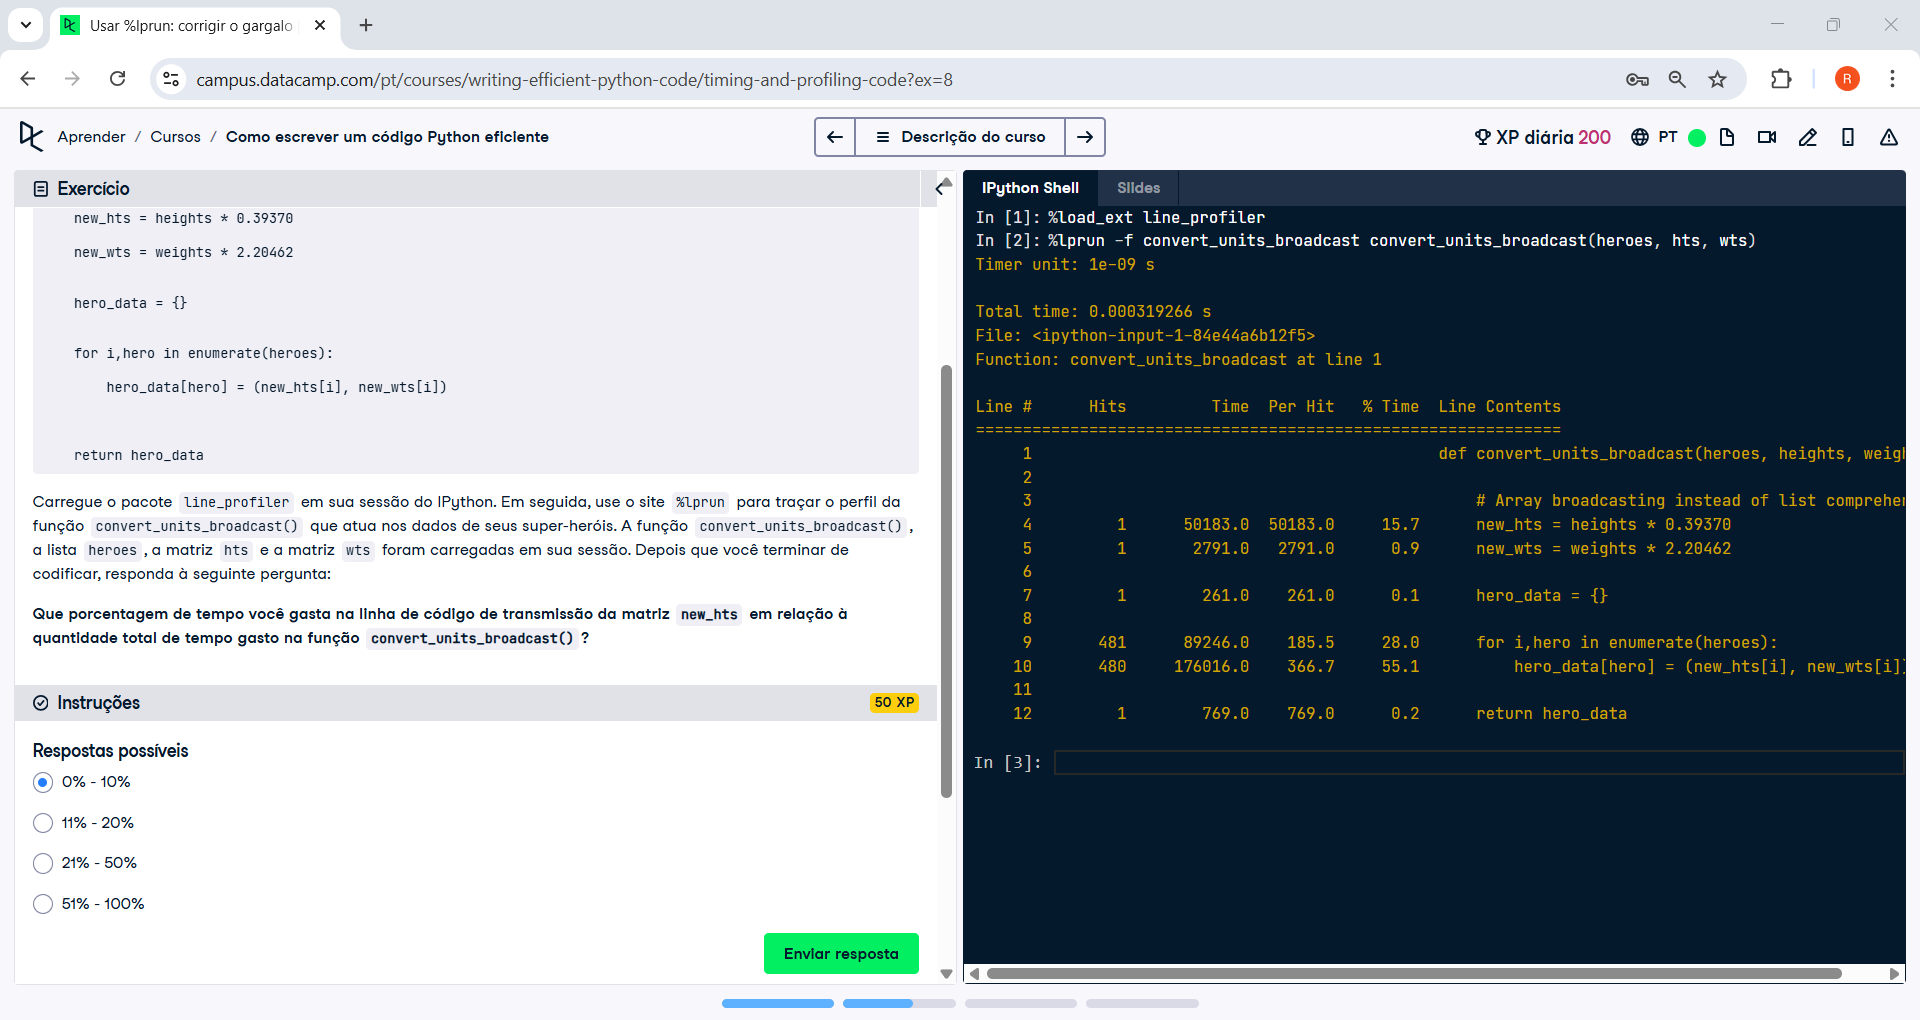 Usar %lprun: corrigir o gargalo
campus.datacamp.com/pt/courses/writing-efficient-python-code/timing-and-profiling-code?ex=8
R
Aprender / Cursos / Como escrever um código Python eficiente
Descrição do curso
XP diária 200
PT
Exercício
new_hts = heights * 0.39370
new_wts = weights * 2.20462
hero_data = {}
for i,hero in enumerate(heroes):
hero_data[hero] = (new_hts[i], new_wts[i])
return hero_data
Carregue o pacote line_profiler em sua sessão do IPython. Em seguida, use o site %lprun para traçar o perfil da
função convert_units_broadcast() que atua nos dados de seus super-heróis. A função convert_units_broadcast() ,
a lista heroes , a matriz hts e a matriz wts foram carregadas em sua sessão. Depois que você terminar de
codificar, responda à seguinte pergunta:
Que porcentagem de tempo você gasta na linha de código de transmissão da matriz new_hts em relação à
quantidade total de tempo gasto na função convert_units_broadcast() ?
Instruções
50 XP
Respostas possíveis
0% - 10%
11% - 20%
21% - 50%
51% - 100%
Enviar resposta
IPython Shell
Slides
In [1]: %load_ext line_profiler
In [2]: %lprun -f convert_units_broadcast convert_units_broadcast(heroes, hts, wts)
Timer unit: 1e-09 s
Total time: 0.000319266 s
File: <ipython-input-1-84e44a6b12f5>
Function: convert_units_broadcast at line 1
Line # Hits Time Per Hit % Time Line Contents
==============================================================
1 def convert_units_broadcast(heroes, heights, weigh
2
3 # Array broadcasting instead of list comprehen
4 1 50183.0 50183.0 15.7 new_hts = heights * 0.39370
5 1 2791.0 2791.0 0.9 new_wts = weights * 2.20462
6
7 1 261.0 261.0 0.1 hero_data = {}
8
9 481 89246.0 185.5 28.0 for i,hero in enumerate(heroes):
10 480 176016.0 366.7 55.1 hero_data[hero] = (new_hts[i], new_wts[i])
11
12 1 769.0 769.0 0.2 return hero_data
In [3]: